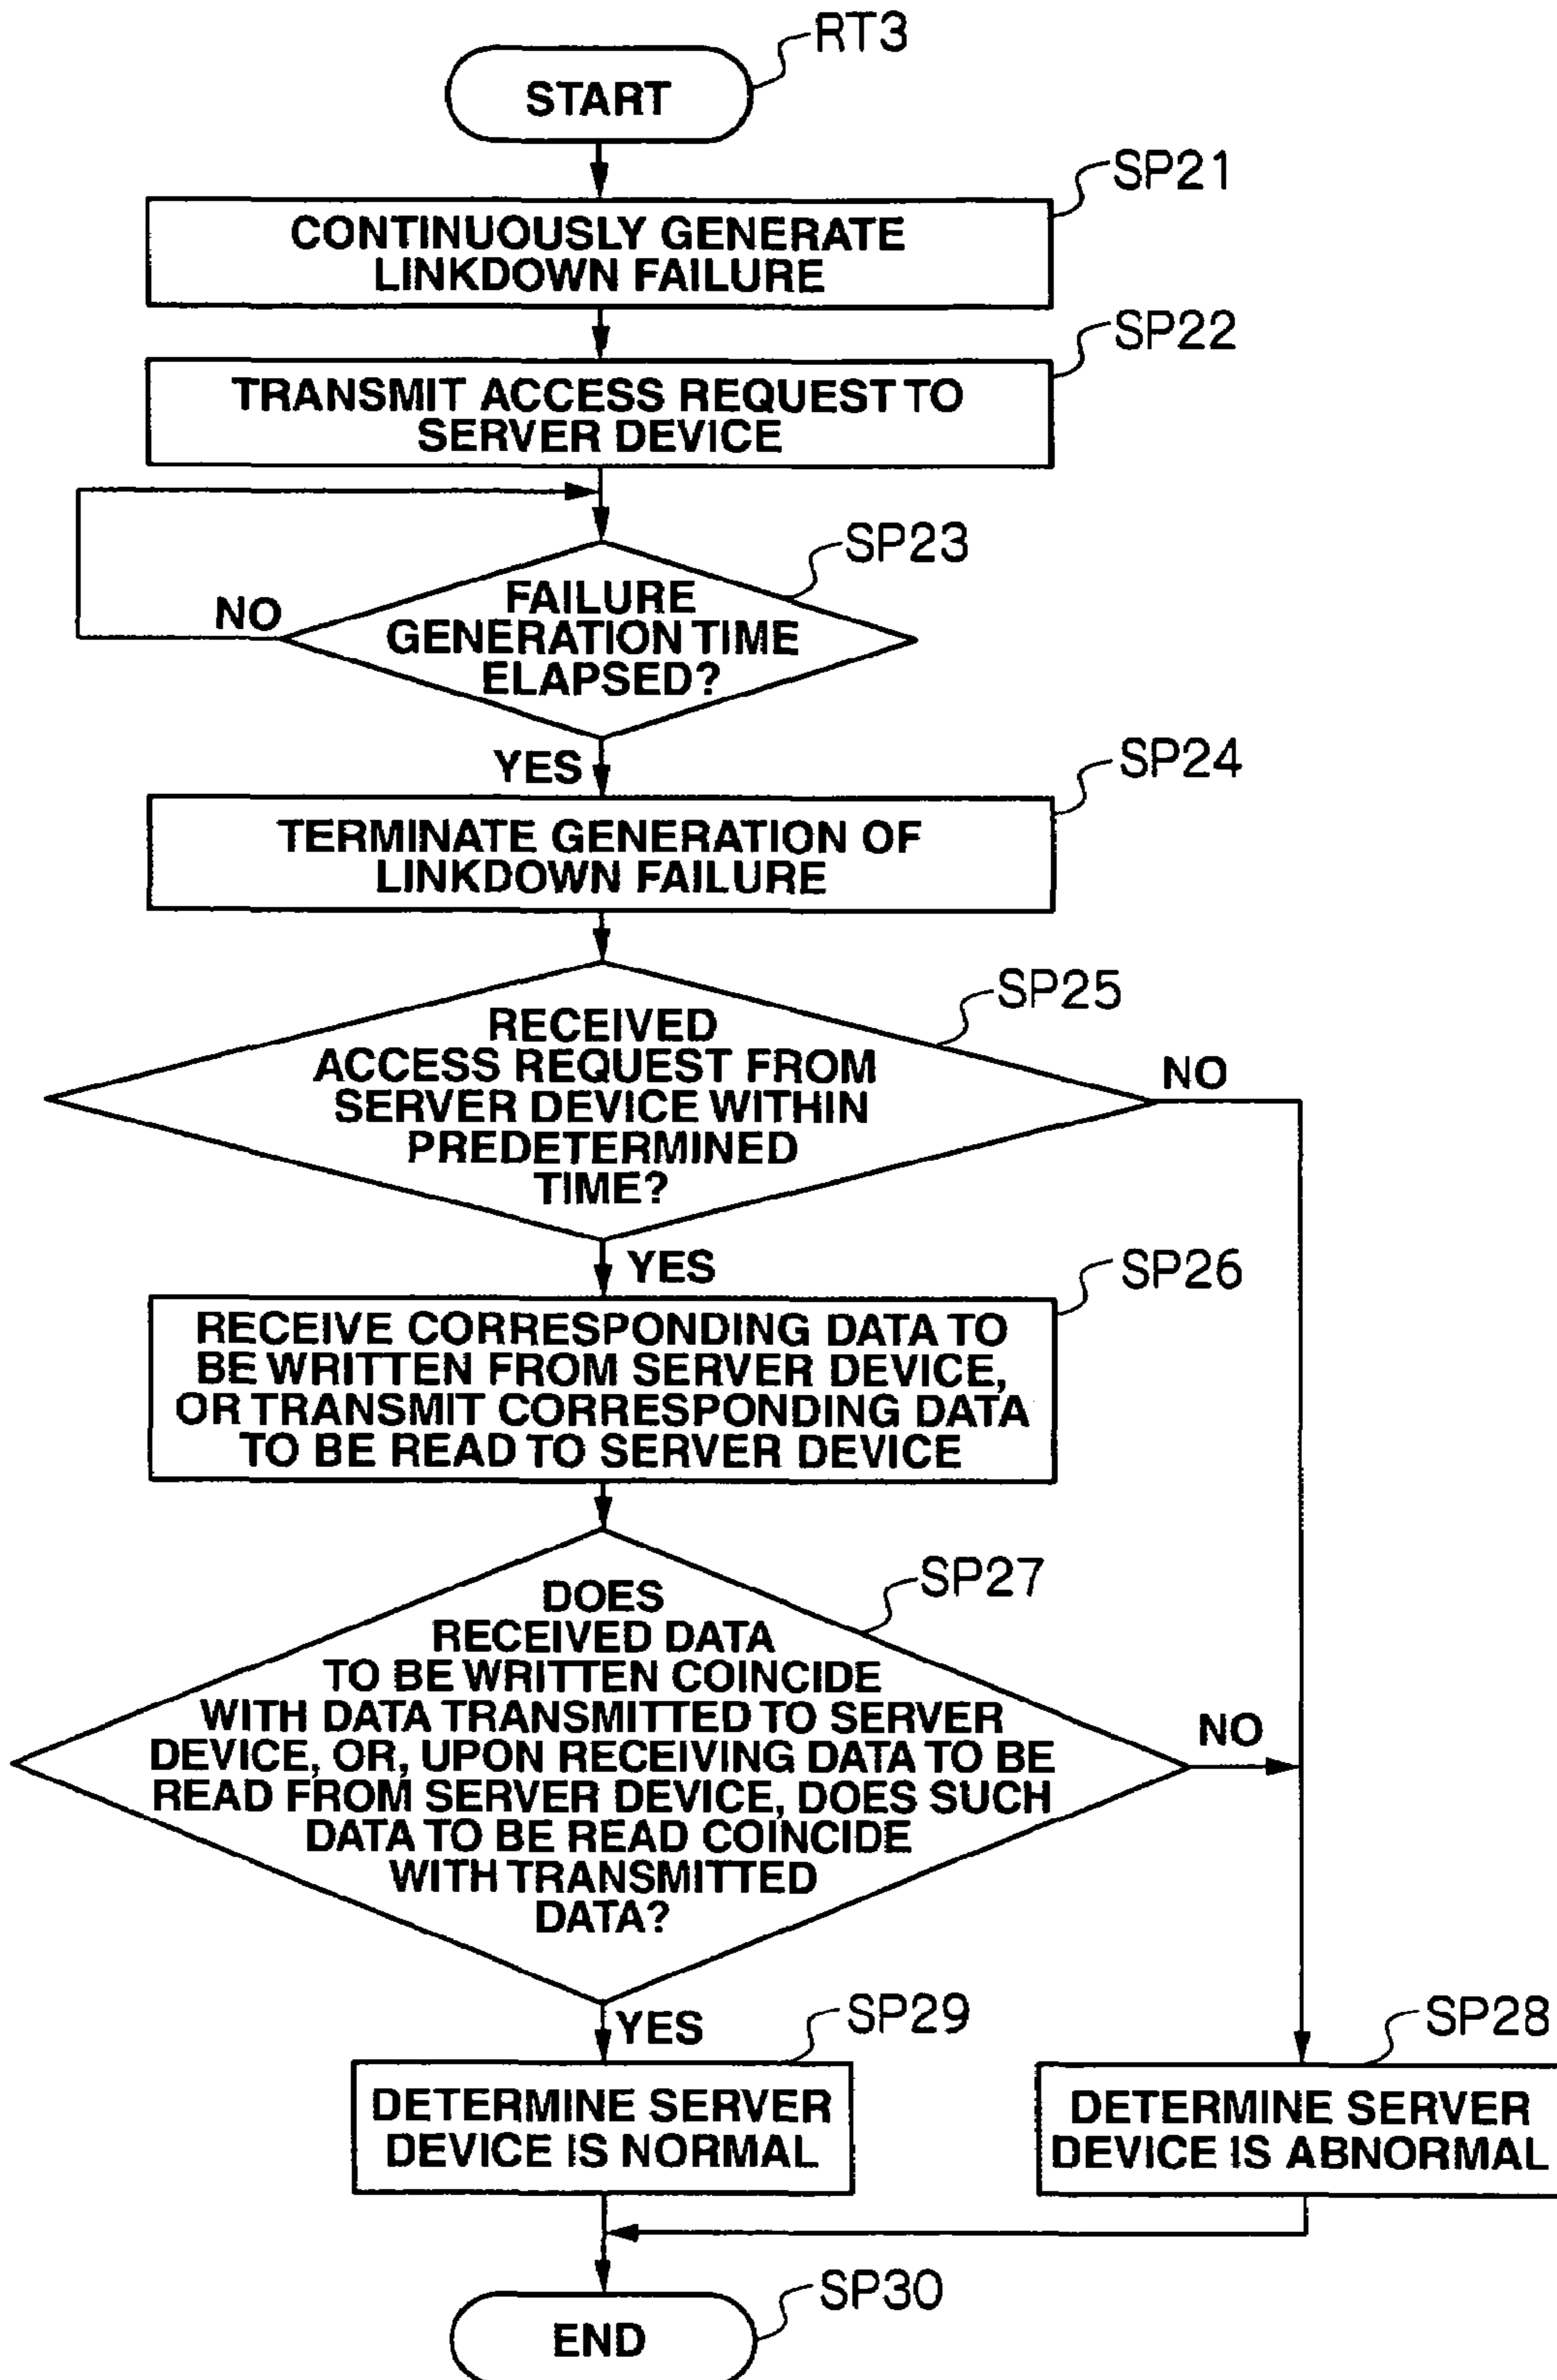 RT3
START
SP21
CONTINUOUSLY GENERATE
LINKDOWN FAILURE
SP22
TRANSMIT ACCESS REQUEST TO
SERVER DEVICE
SP23
FAILURE
GENERATION TIME
ELAPSED?
NO
YES
SP24
TERMINATE GENERATION OF
LINKDOWN FAILURE
SP25
RECEIVED
ACCESS REQUEST FROM
SERVER DEVICE WITHIN
PREDETERMINED
TIME?
NO
YES
SP26
RECEIVE CORRESPONDING DATA TO
BE WRITTEN FROM SERVER DEVICE,
OR TRANSMIT CORRESPONDING DATA
TO BE READ TO SERVER DEVICE
SP27
DOES
RECEIVED DATA
TO BE WRITTEN COINCIDE
WITH DATA TRANSMITTED TO SERVER
DEVICE, OR, UPON RECEIVING DATA TO BE
READ FROM SERVER DEVICE, DOES SUCH
DATA TO BE READ COINCIDE
WITH TRANSMITTED
DATA?
NO
YES
SP29
DETERMINE SERVER
DEVICE IS NORMAL
SP28
DETERMINE SERVER
DEVICE IS ABNORMAL
SP30
END